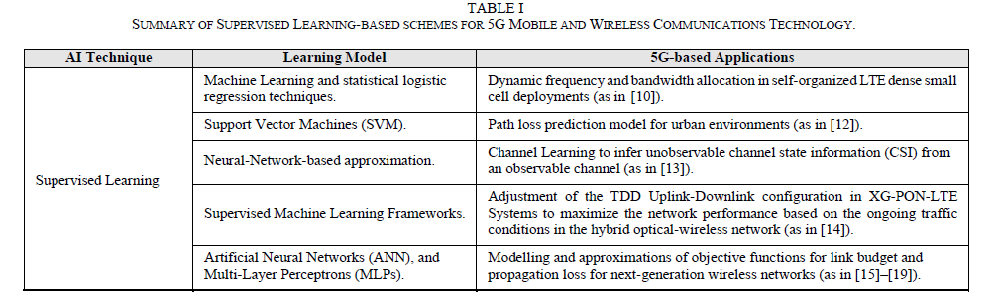 TABLE I
SUMMARY OF SUPERVISED LEARNING-BASED SCHEMES FOR 5G MOBILE AND WIRELESS COMMUNICATIONS TECHNOLOGY.
AI Technique Learning Model 5G-based Applications
Supervised Learning
Machine Learning and statistical logistic
regression techniques.
Dynamic frequency and bandwidth allocation in self-organized LTE dense small
cell deployments (as in [10]).
Support Vector Machines (SVM).
Path loss prediction model for urban environments (as in [12]).
Neural-Network-based approximation.
Channel Learning to infer unobservable channel state information (CSI) from
an observable channel (as in [13]).
Supervised Machine Learning Frameworks.
Adjustment of the TDD Uplink-Downlink configuration in XG-PON-LTE
Systems to maximize the network performance based on the ongoing traffic
conditions in the hybrid optical-wireless network (as in [14]).
Artificial Neural Networks (ANN), and
Multi-Layer Perceptrons (MLPs).
Modelling and approximations of objective functions for link budget and
propagation loss for next-generation wireless networks (as in [15]–[19]).